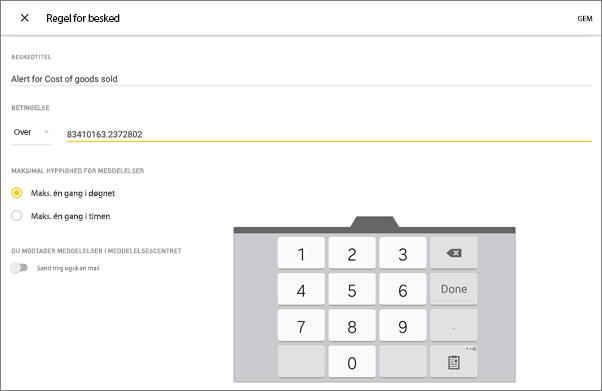 Regel for besked
GEM
BESKEDTITEL
Alert for Cost of goods sold
BETINGELSE
Over
83410163.2372802
MAKSIMAL HYPPIGHED FOR MEDDELELSER
Maks. én gang i døgnet
Maks. én gang i timen
DU MODTAGER MEDDELELSER I MEDDELELSESCENTRET
Send mig også en mail
1 2 3
4 5 6 Done
7 8 9 .
0